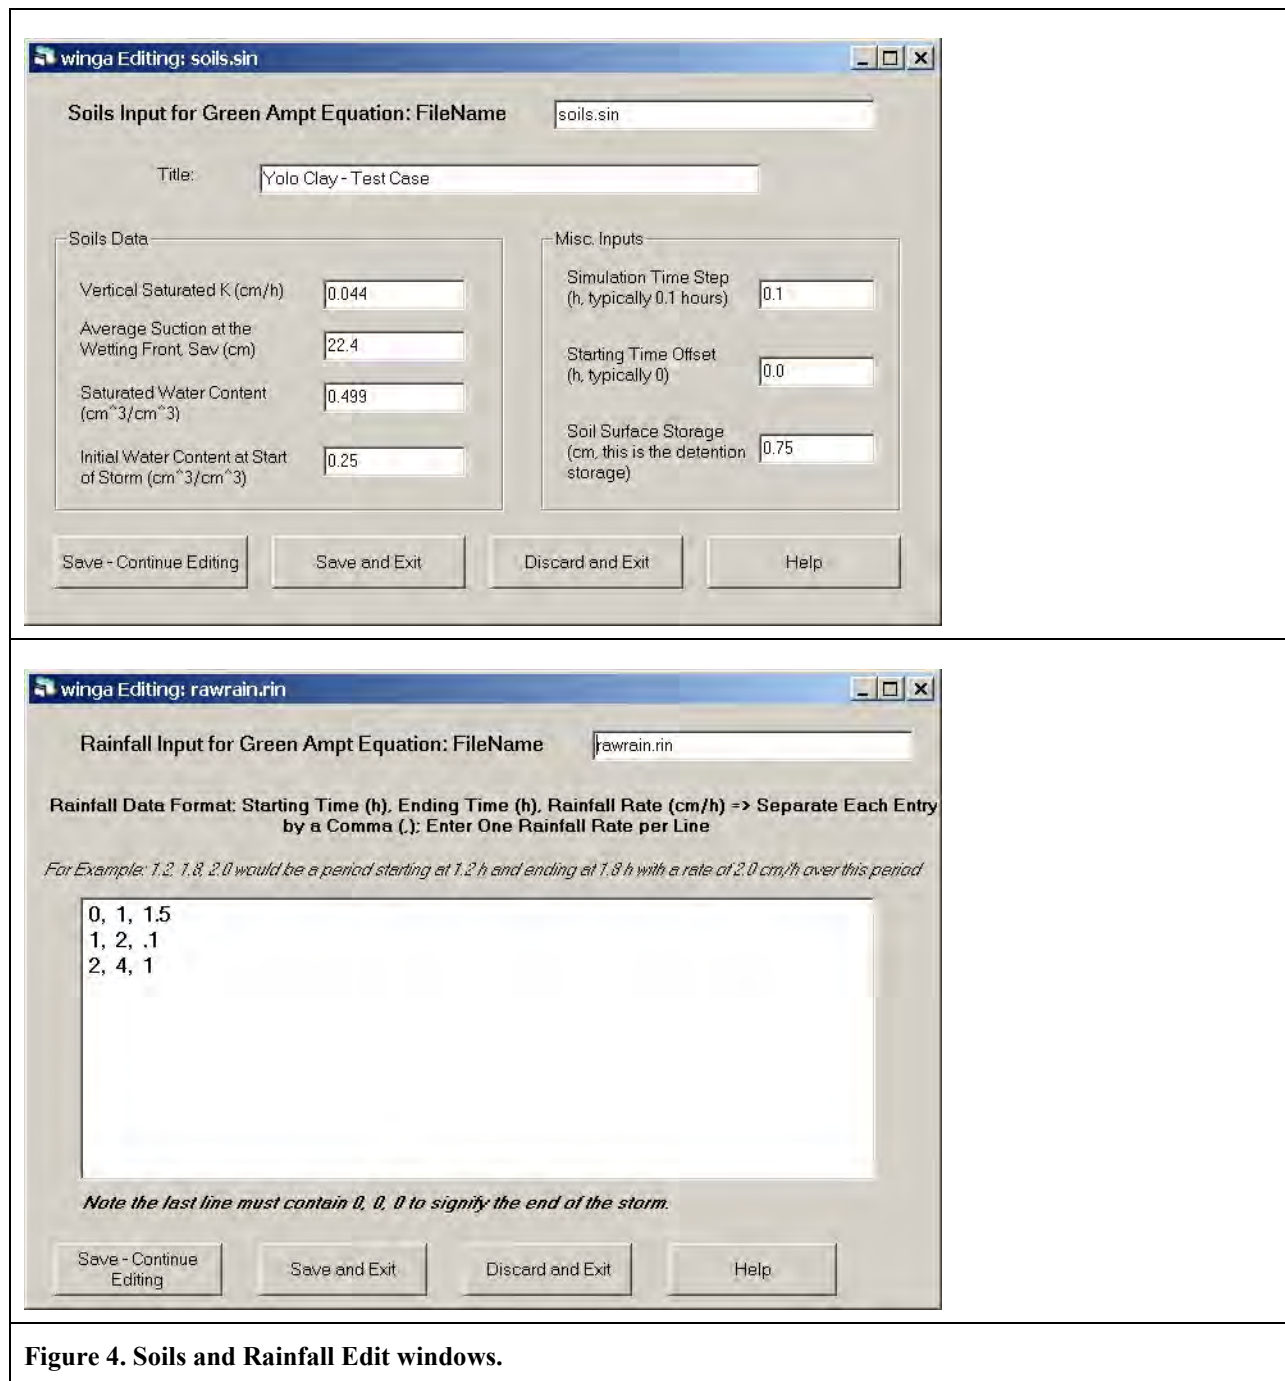 winga Editing: soils.sin
Soils Input for Green Ampt Equation: FileName
soils.sin
Title:
Yolo Clay - Test Case
Soils Data
Vertical Saturated K (cm/h)
0.044
Average Suction at the
Wetting Front, Sav (cm)
22.4
Saturated Water Content
(cm^3/cm^3)
0.499
Initial Water Content at Start
of Storm (cm^3/cm^3)
0.25
Misc. Inputs
Simulation Time Step
(h, typically 0.1 hours)
0.1
Starting Time Offset
(h, typically 0)
0.0
Soil Surface Storage
(cm, this is the detention
storage)
0.75
Save - Continue Editing
Save and Exit
Discard and Exit
Help
winga Editing: rawrain.rin
Rainfall Input for Green Ampt Equation: FileName
rawrain.rin
Rainfall Data Format: Starting Time (h), Ending Time (h), Rainfall Rate (cm/h) => Separate Each Entry
by a Comma (,); Enter One Rainfall Rate per Line
For Example: 1.2, 1.8, 2.0 would be a period starting at 1.2 h and ending at 1.8 h with a rate of 2.0 cm/h over this period
0, 1, 1.5
1, 2, .1
2, 4, 1
Note the last line must contain 0, 0, 0 to signify the end of the storm.
Save - Continue
Editing
Save and Exit
Discard and Exit
Help
Figure 4. Soils and Rainfall Edit windows.